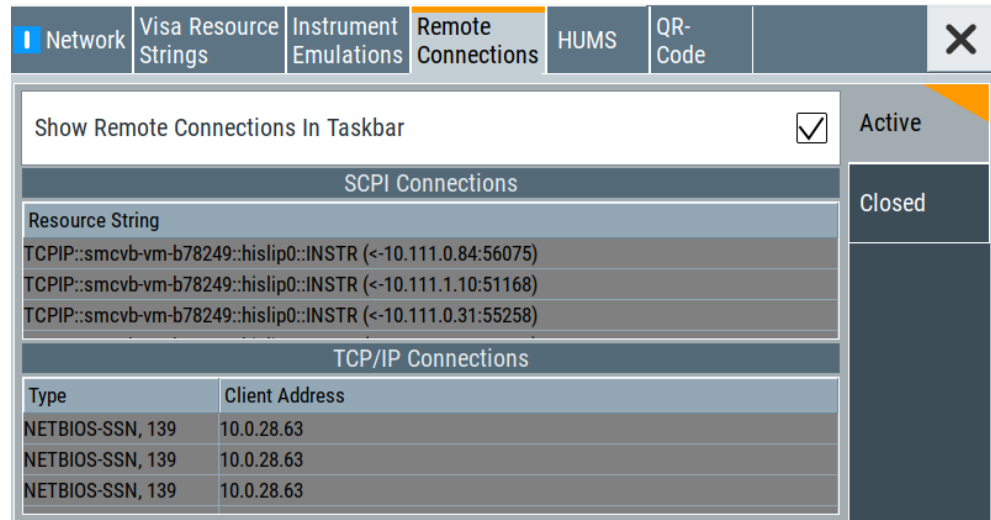 Network
Visa Resource
Strings
Instrument
Emulations
Remote
Connections
HUMS
QR-
Code
Show Remote Connections In Taskbar
Active
Closed
SCPI Connections
Resource String
TCPIP::smcvb-vm-b78249::hislip0::INSTR (<-10.111.0.84:56075)
TCPIP::smcvb-vm-b78249::hislip0::INSTR (<-10.111.1.10:51168)
TCPIP::smcvb-vm-b78249::hislip0::INSTR (<-10.111.0.31:55258)
TCP/IP Connections
Type Client Address
NETBIOS-SSN, 139 10.0.28.63
NETBIOS-SSN, 139 10.0.28.63
NETBIOS-SSN, 139 10.0.28.63